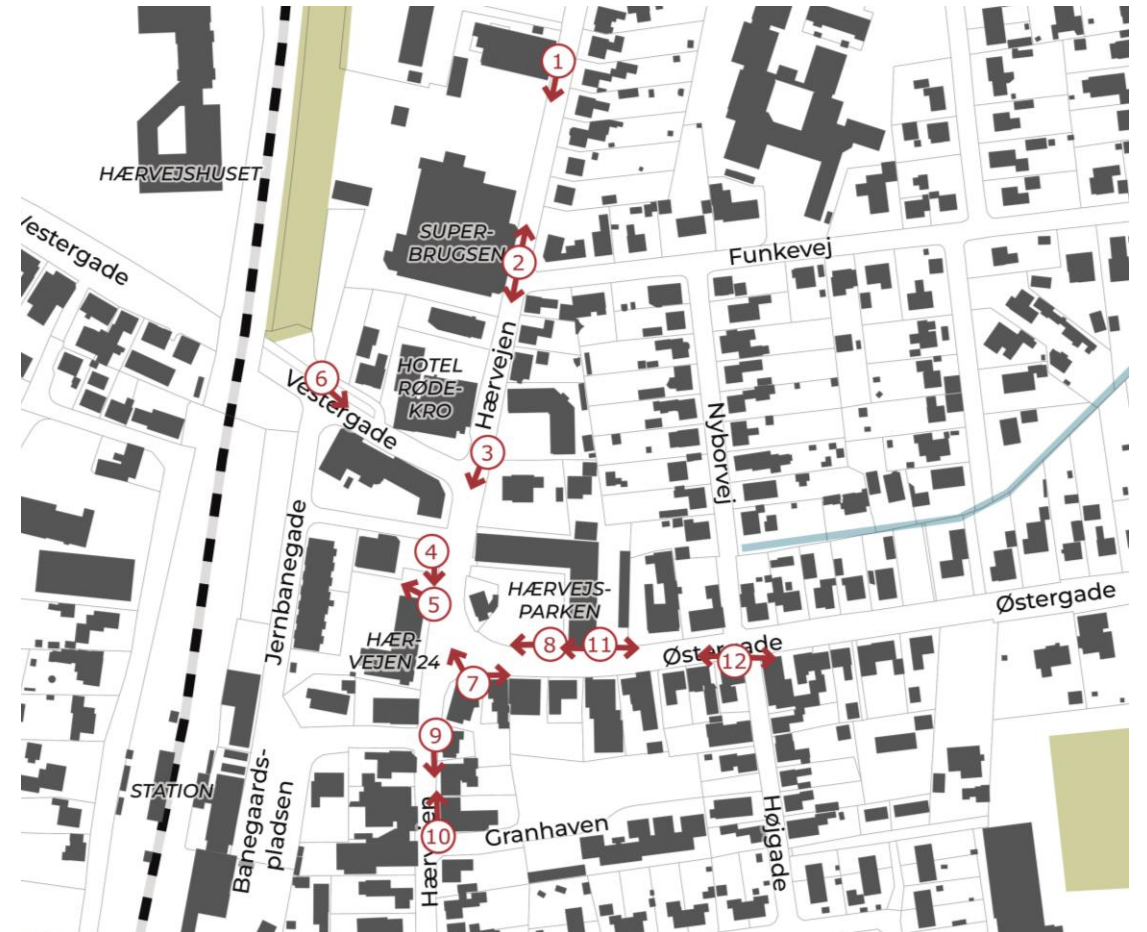 1
HÆRVEJSHUSET
Vestergade
SUPER-
BRUGSEN
2
Funkevej
Hærvejen
HOTEL
RØDE-
KRO
6
Vestergade
3
Nyborvej
Jernbanegade
4
5
HÆRVEJS-
PARKEN
Østergade
HÆR-
VEJEN 24
8
11
Østergade
12
7
9
STATION
Banegaards-
pladsen
10
Hærvejen
Granhaven
Højgade